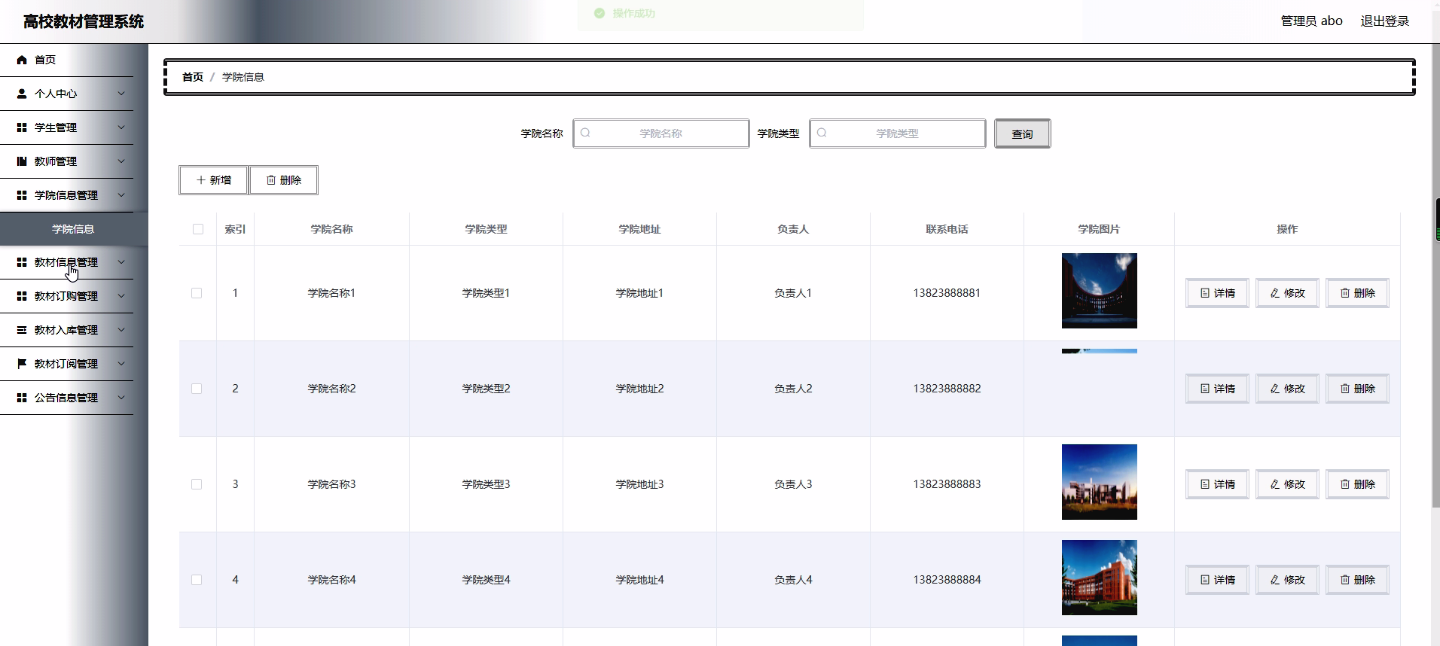 高校教材管理系统
操作成功
管理员 abo 退出登录
首页
个人中心
学生管理
教师管理
学院信息管理
学院信息
教材信息管理
教材订购管理
教材入库管理
教材订阅管理
公告信息管理
首页 / 学院信息
学院名称 学院名称 学院类型 学院类型 查询
新增 删除
索引 学院名称 学院类型 学院地址 负责人 联系电话 学院图片 操作
1 学院名称1 学院类型1 学院地址1 负责人1 13823888881 详情 修改 删除
2 学院名称2 学院类型2 学院地址2 负责人2 13823888882 详情 修改 删除
3 学院名称3 学院类型3 学院地址3 负责人3 13823888883 详情 修改 删除
4 学院名称4 学院类型4 学院地址4 负责人4 13823888884 详情 修改 删除